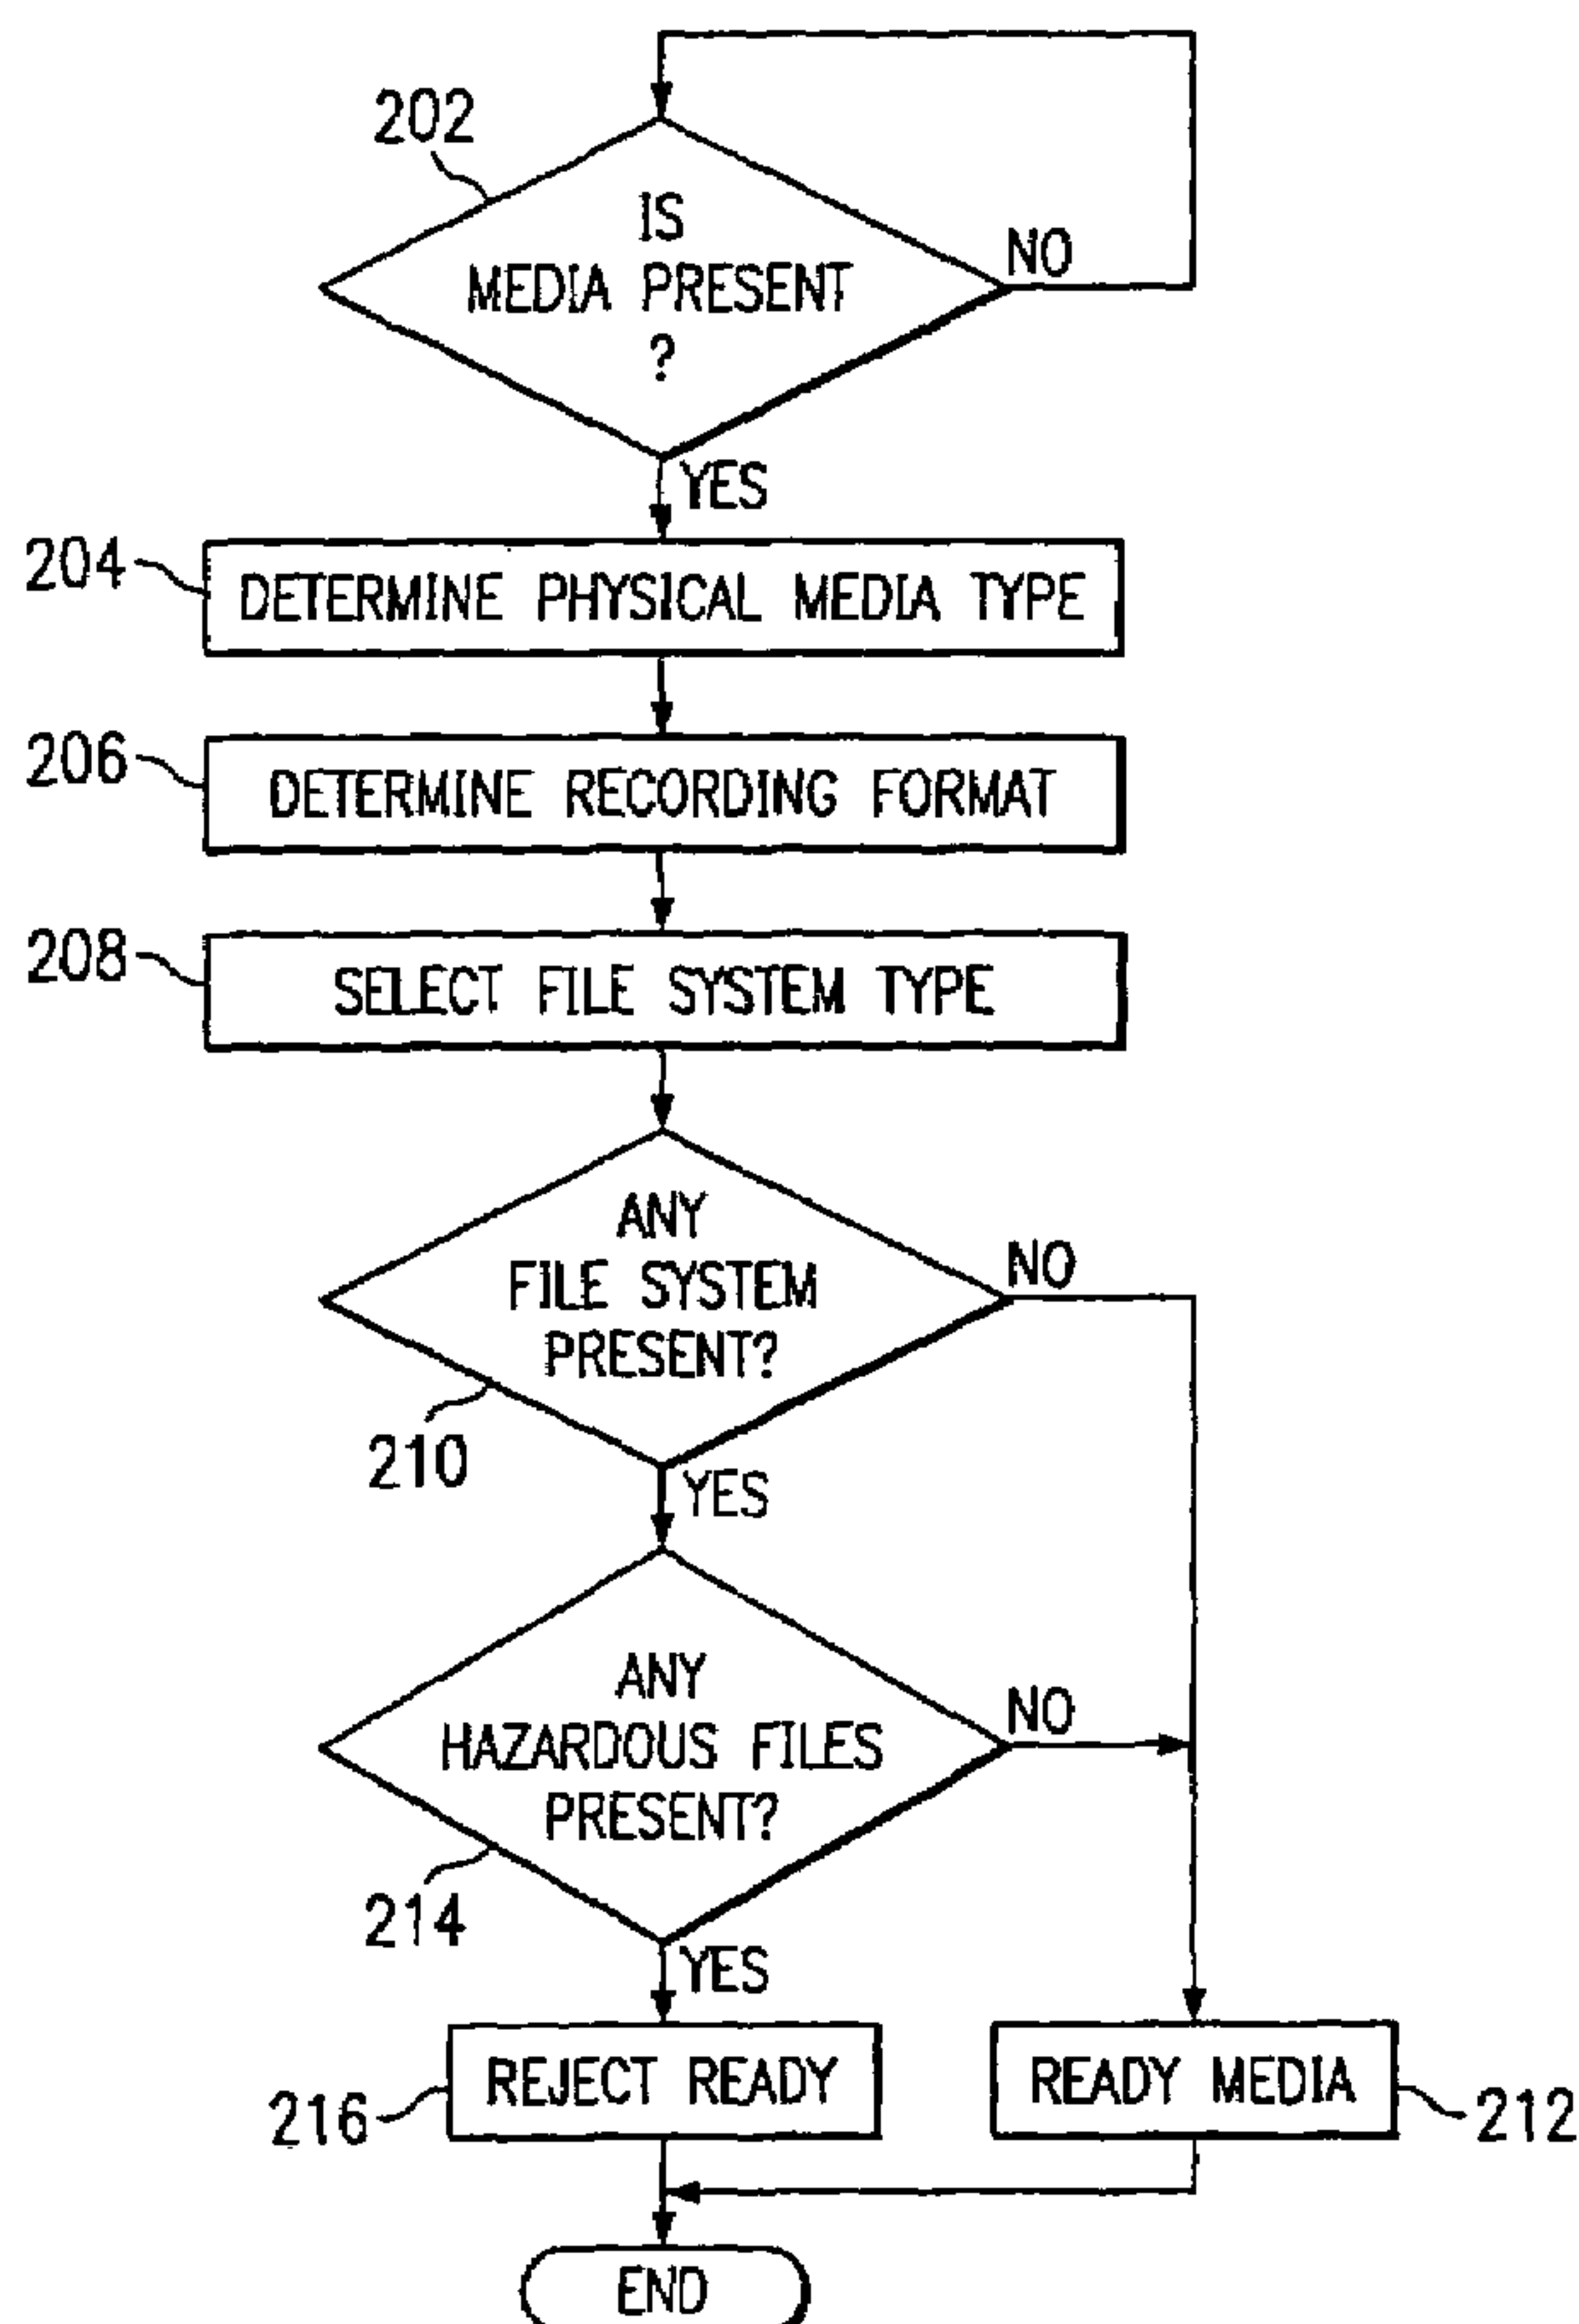 202
IS
MEDIA PRESENT
?
NO
YES
204
DETERMINE PHYSICAL MEDIA TYPE
206
DETERMINE RECORDING FORMAT
208
SELECT FILE SYSTEM TYPE
ANY
FILE SYSTEM
PRESENT?
NO
210
YES
ANY
HAZARDOUS FILES
PRESENT?
NO
214
YES
REJECT READY
216
READY MEDIA
212
END